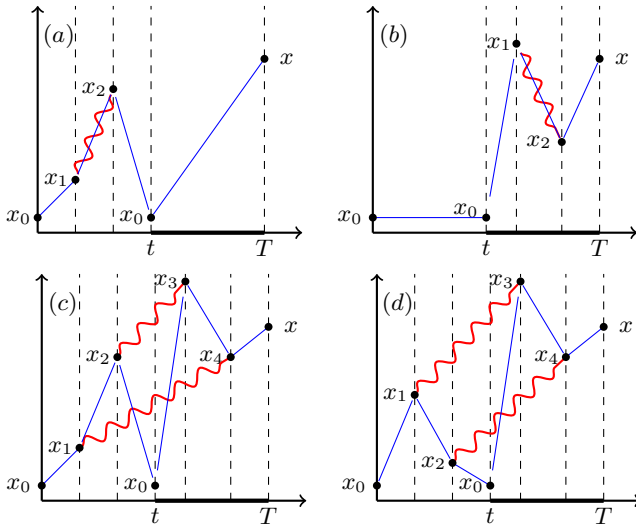 (a)
x₂
x
x₁
x₀
x₀
t
T
(b)
x₁
x₂
x₀
x₀
t
T
(c)
x₃
x
x₂
x₄
x₁
x₀
x₀
t
T
(d)
x₃
x
x₄
x₁
x₂
x₀
x₀
t
T